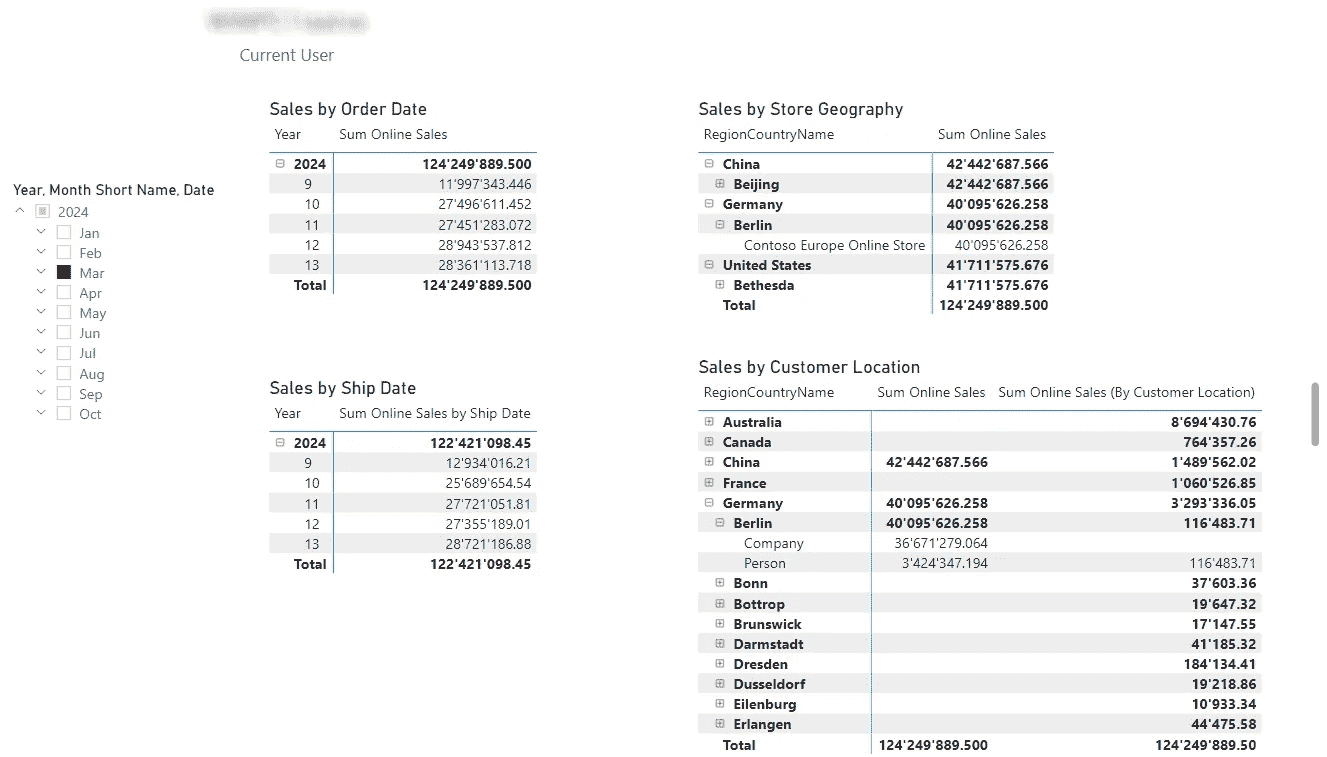 Current User
Year, Month Short Name, Date
2024
Jan
Feb
Mar
Apr
May
Jun
Jul
Aug
Sep
Oct
Sales by Order Date
Year Sum Online Sales
2024 124'249'889.500
9 11'997'343.446
10 27'496'611.452
11 27'451'283.072
12 28'943'537.812
13 28'361'113.718
Total 124'249'889.500
Sales by Ship Date
Year Sum Online Sales by Ship Date
2024 122'421'098.45
9 12'934'016.21
10 25'689'654.54
11 27'721'051.81
12 27'355'189.01
13 28'721'186.88
Total 122'421'098.45
Sales by Store Geography
RegionCountryName Sum Online Sales
China 42'442'687.566
Beijing 42'442'687.566
Germany 40'095'626.258
Berlin 40'095'626.258
Contoso Europe Online Store 40'095'626.258
United States 41'711'575.676
Bethesda 41'711'575.676
Total 124'249'889.500
Sales by Customer Location
RegionCountryName Sum Online Sales Sum Online Sales (By Customer Location)
Australia 8'694'430.76
Canada 764'357.26
China 42'442'687.566 1'489'562.02
France 1'060'526.85
Germany 40'095'626.258 3'293'336.05
Berlin 40'095'626.258 116'483.71
Company 36'671'279.064
Person 3'424'347.194 116'483.71
Bonn 37'603.36
Bottrop 19'647.32
Brunswick 17'147.55
Darmstadt 41'185.32
Dresden 184'134.41
Dusseldorf 19'218.86
Eilenburg 10'933.34
Erlangen 44'475.58
Total 124'249'889.500 124'249'889.50